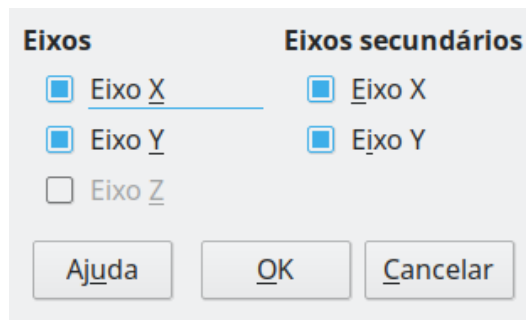 Eixos Eixos secundários
Eixo X Eixo X
Eixo Y Eixo Y
Eixo Z
Ajuda OK Cancelar